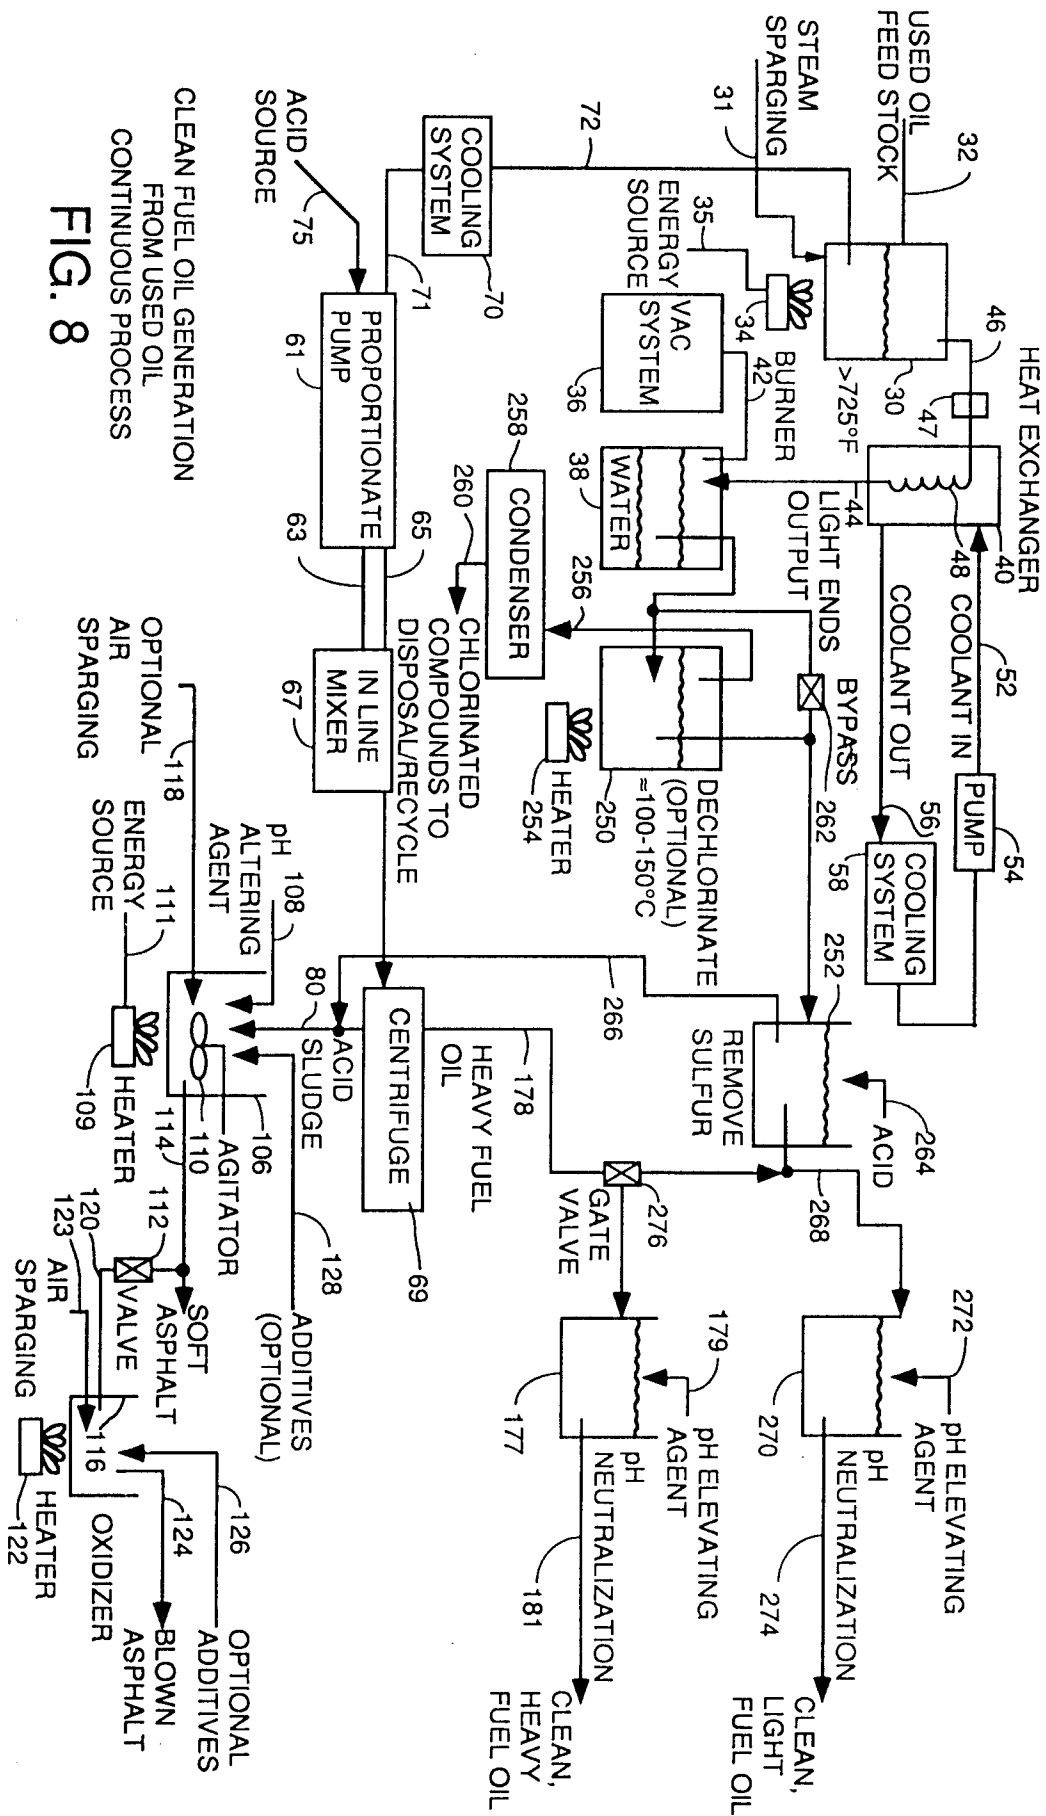 USED OIL
FEED STOCK
32
STEAM
SPARGING
31
72
COOLING
SYSTEM
70
71
ACID
SOURCE
75
46
47
30
>725°F
HEAT EXCHANGER
40
48
44
LIGHT ENDS
OUTPUT
COOLANT IN
52
COOLANT OUT
56
PUMP
54
COOLING
SYSTEM
58
34
BURNER
35
ENERGY
SOURCE
VAC
SYSTEM
36
42
WATER
38
BYPASS
262
DECHLORINATE
(OPTIONAL)
≈100-150°C
250
HEATER
254
256
CONDENSER
258
260
CHLORINATED
COMPOUNDS TO
DISPOSAL/RECYCLE
PROPORTIONATE
PUMP
61
65
63
IN LINE
MIXER
67
252
REMOVE
SULFUR
264
ACID
266
268
272
pH ELEVATING
AGENT
270
pH
NEUTRALIZATION
274
CLEAN,
LIGHT
FUEL OIL
276
GATE
VALVE
178
HEAVY FUEL
OIL
179
pH ELEVATING
AGENT
177
pH
NEUTRALIZATION
181
CLEAN,
HEAVY
FUEL OIL
CENTRIFUGE
69
ACID
SLUDGE
80
108
pH
ALTERING
AGENT
OPTIONAL
AIR
SPARGING
118
ENERGY
SOURCE
111
HEATER
109
106
AGITATOR
110
114
128
ADDITIVES
(OPTIONAL)
SOFT
ASPHALT
112
VALVE
120
123
AIR
SPARGING
116
OXIDIZER
HEATER
122
124
BLOWN
ASPHALT
126
OPTIONAL
ADDITIVES
CLEAN FUEL OIL GENERATION
FROM USED OIL
CONTINUOUS PROCESS
FIG. 8